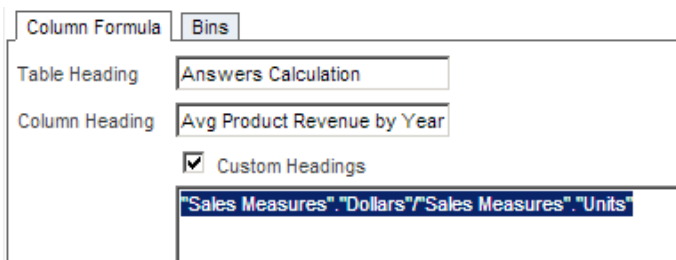 Column Formula Bins
Table Heading Answers Calculation
Column Heading Avg Product Revenue by Year
Custom Headings
"Sales Measures"."Dollars"/"Sales Measures"."Units"